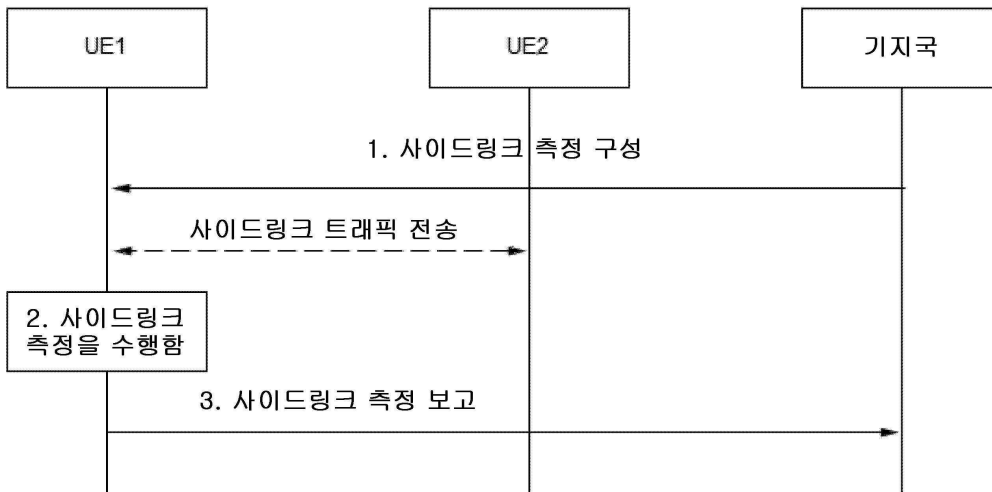 UE1
UE2
기지국
1. 사이드링크 측정 구성
사이드링크 트래픽 전송
2. 사이드링크
측정을 수행함
3. 사이드링크 측정 보고